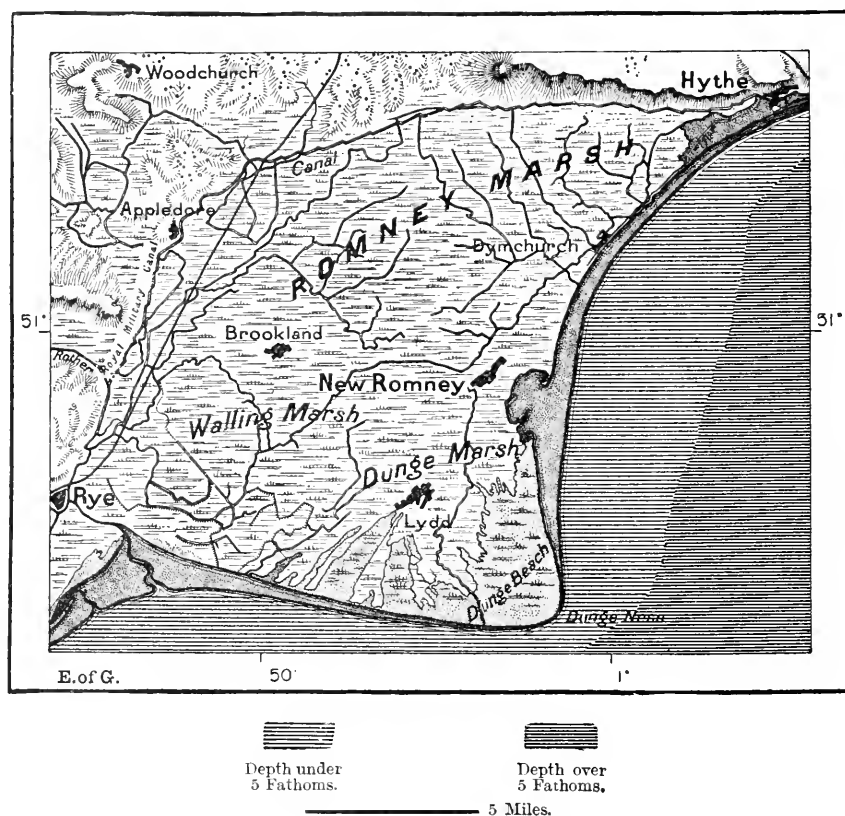 Woodchurch
Hythe
Canal
ROMNEY MARSH
Appledore
Dymchurch
Royal Military Canal
51°
51°
Brookland
Rother
New Romney
Walling Marsh
Dunge Marsh
Rye
Lydd
Dunge Beach
Dunge Ness
E. of G.
50'
1°
Depth under
5 Fathoms.
Depth over
5 Fathoms.
5 Miles.